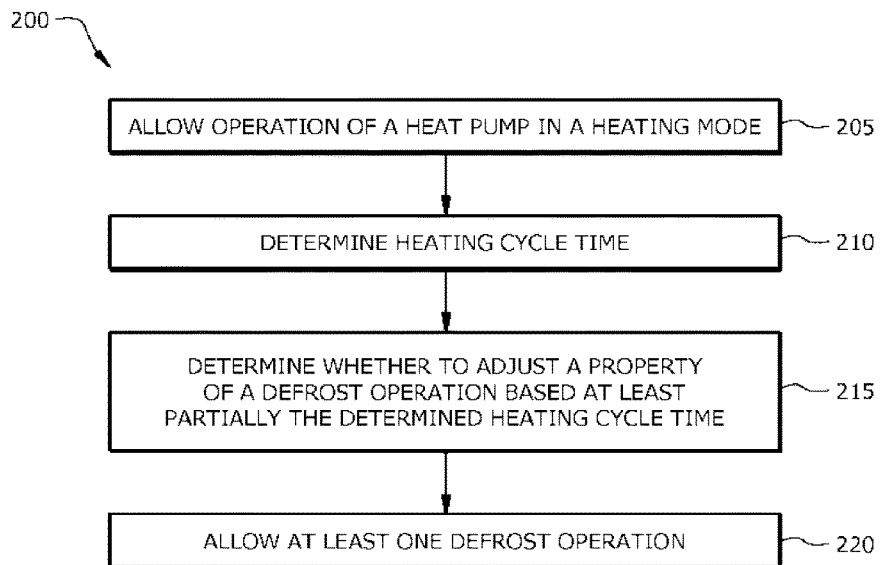 200
ALLOW OPERATION OF A HEAT PUMP IN A HEATING MODE
205
DETERMINE HEATING CYCLE TIME
210
DETERMINE WHETHER TO ADJUST A PROPERTY
OF A DEFROST OPERATION BASED AT LEAST
PARTIALLY THE DETERMINED HEATING CYCLE TIME
215
ALLOW AT LEAST ONE DEFROST OPERATION
220